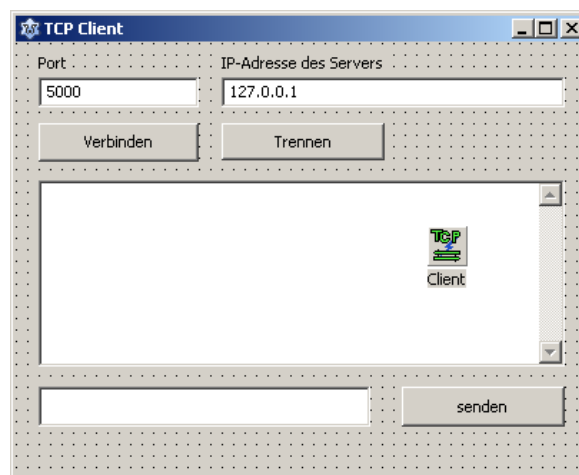 TCP Client
Port
IP-Adresse des Servers
5000
127.0.0.1
Verbinden
Trennen
TCP
Client
senden